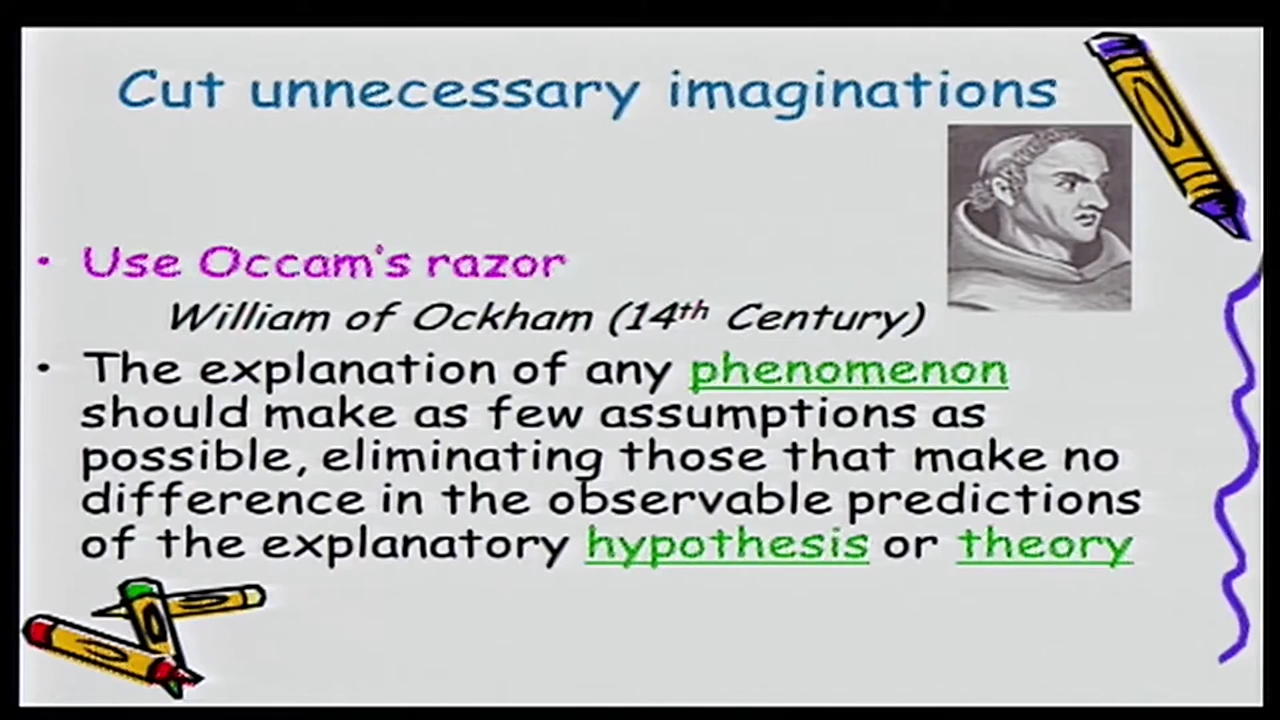 Cut unnecessary imaginations
• Use Occam's razor
William of Ockham (14th Century)
• The explanation of any phenomenon
should make as few assumptions as
possible, eliminating those that make no
difference in the observable predictions
of the explanatory hypothesis or theory